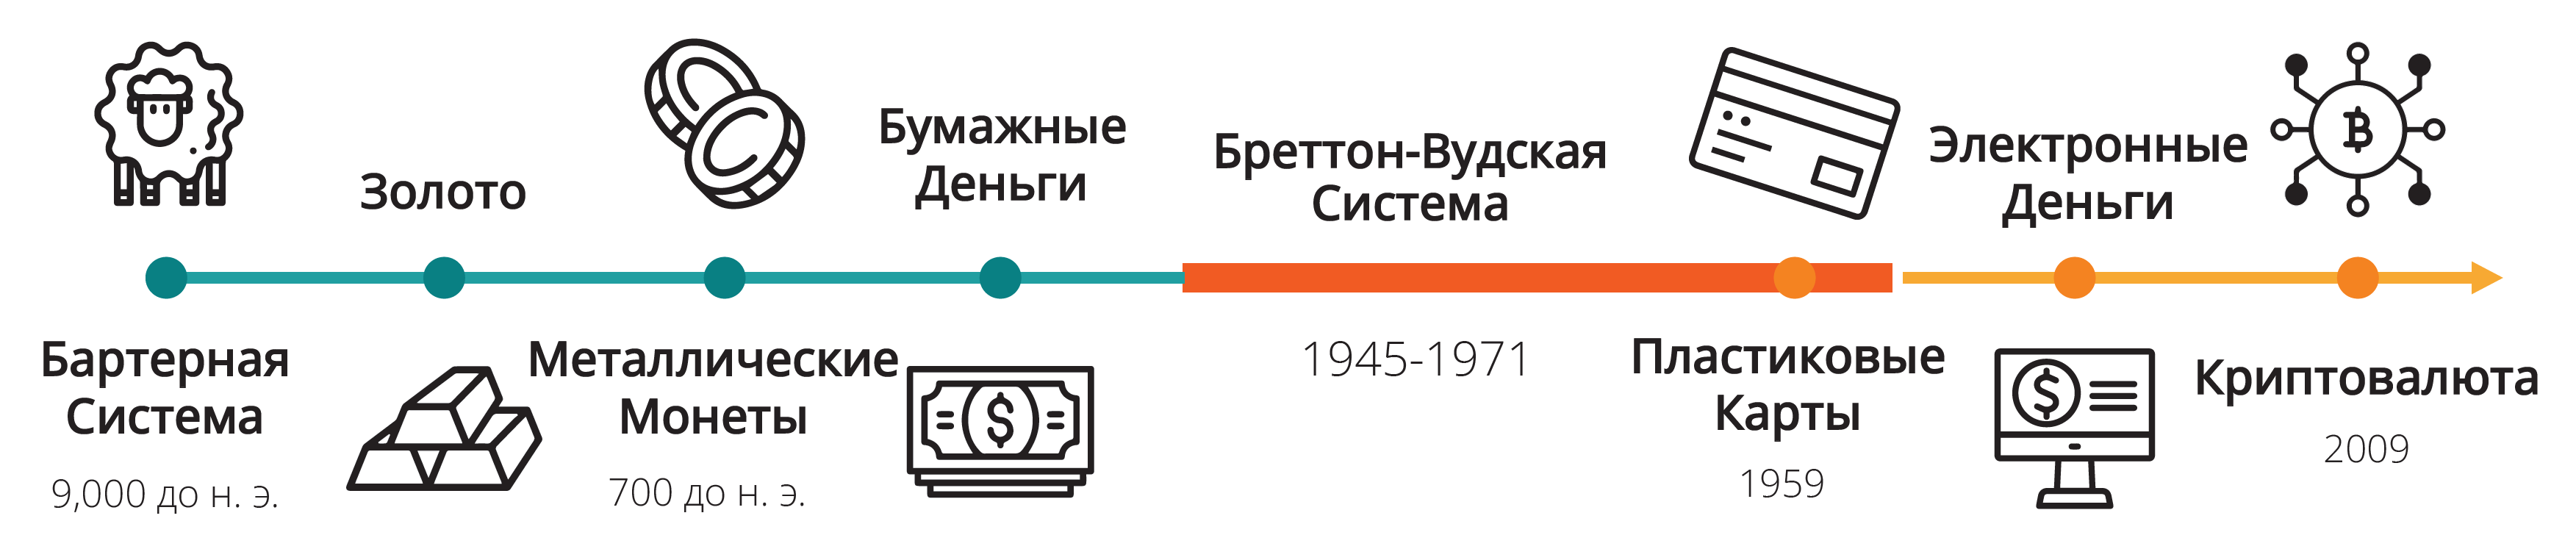 Бартерная
Система
9,000 до н. э.
Золото
Металлические
Монеты
700 до н. э.
Бумажные
Деньги
$
Бреттон-Вудская
Система
1945-1971
Пластиковые
Карты
1959
Электронные
Деньги
$
₿
Криптовалюта
2009